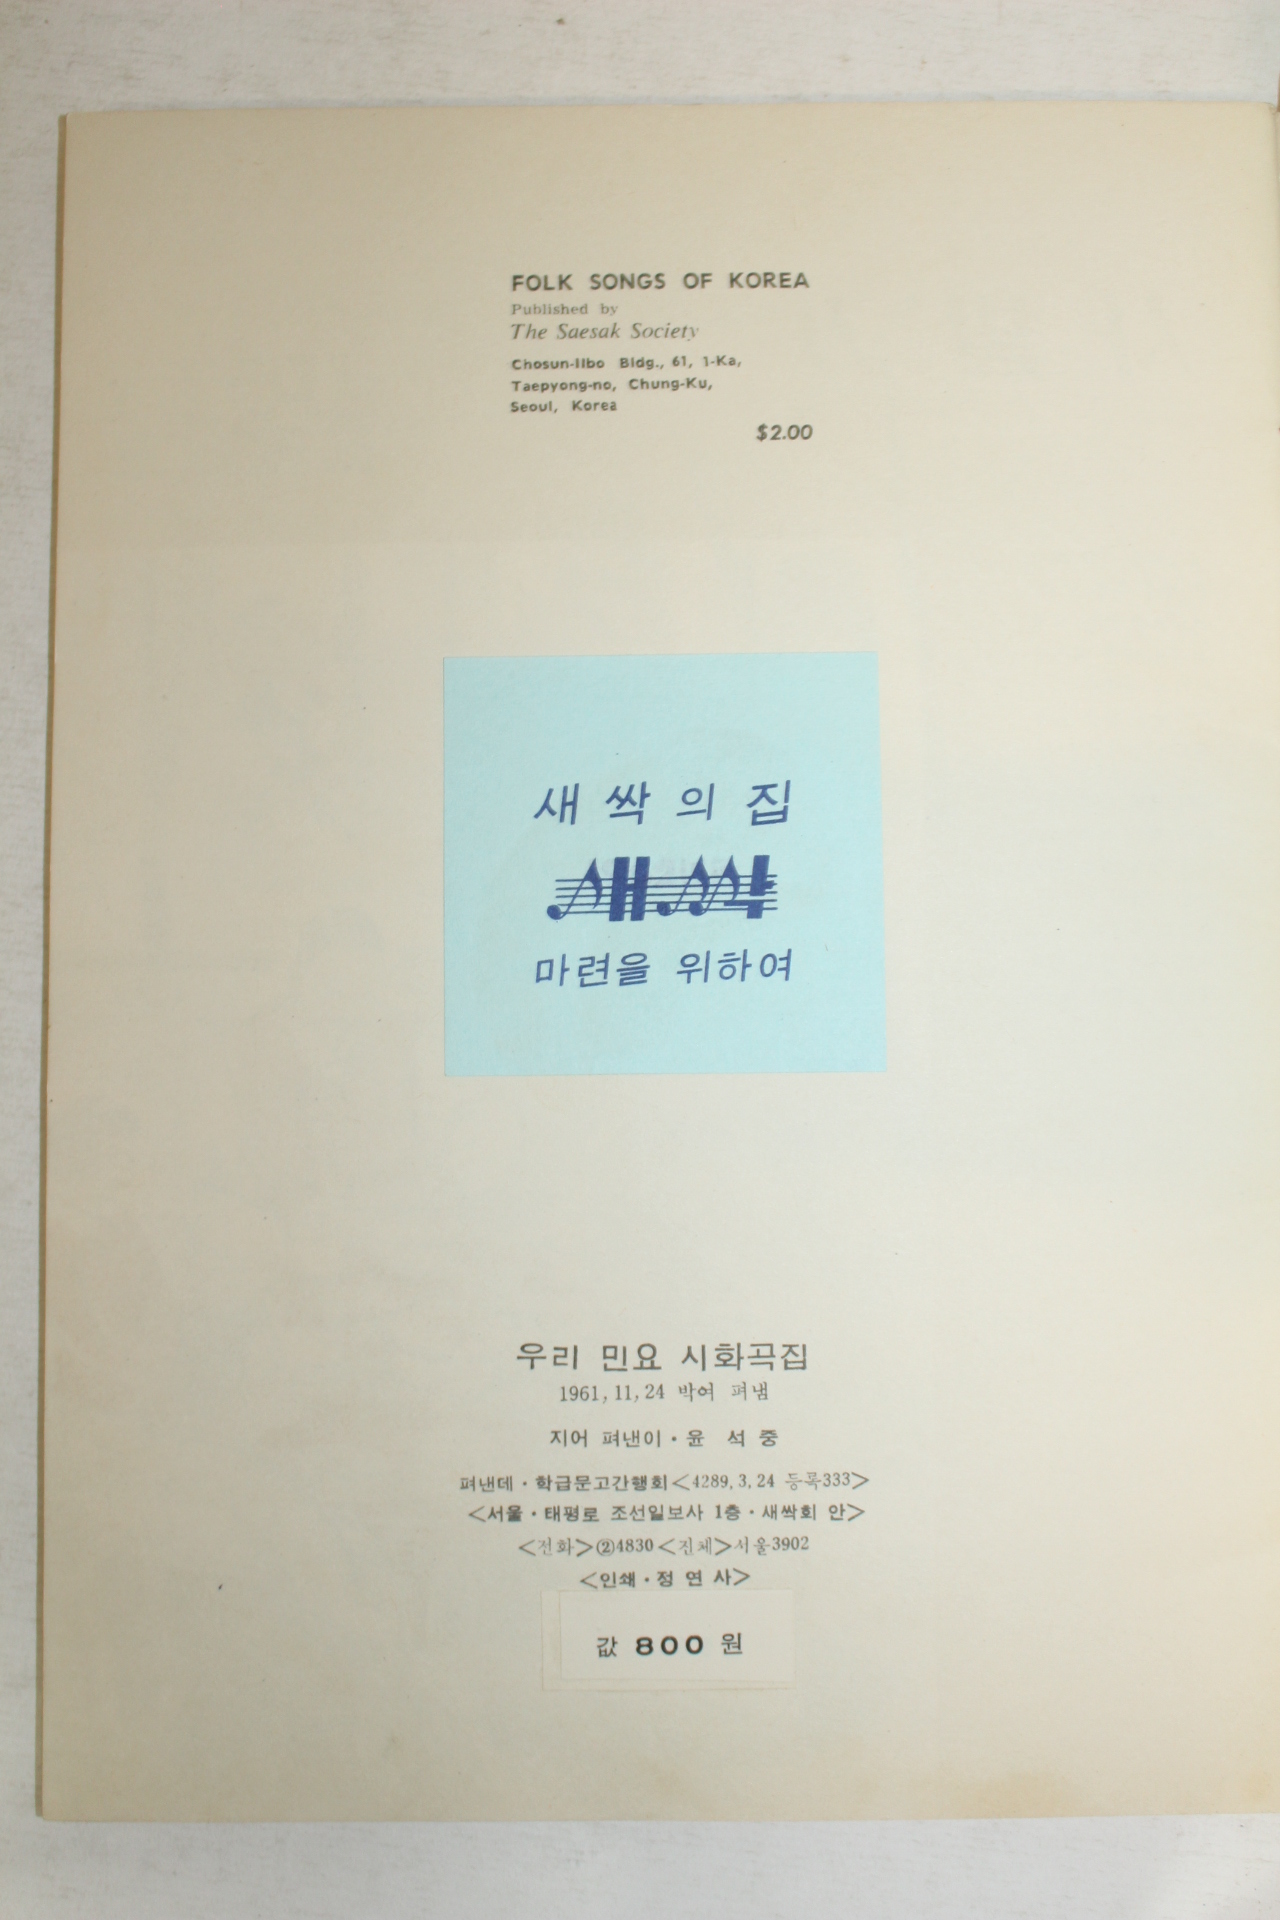 FOLK SONGS OF KOREA
Published by
The Saesak Society
Chosun-Ilbo Bldg., 61, 1-Ka,
Taepyong-no, Chung-Ku,
Seoul, Korea
$2.00
새싹의 집
새싹
마련을 위하여
우리 민요 시화곡집
1961, 11, 24 박여 펴냄
지어 펴낸이·윤 석 중
펴낸데·학급문고간행회<4289, 3, 24 등록333>
<서울·태평로 조선일보사 1층·새싹회 안>
<전화>②4830<진체>서울3902
<인쇄·정 연 사>
값 800 원